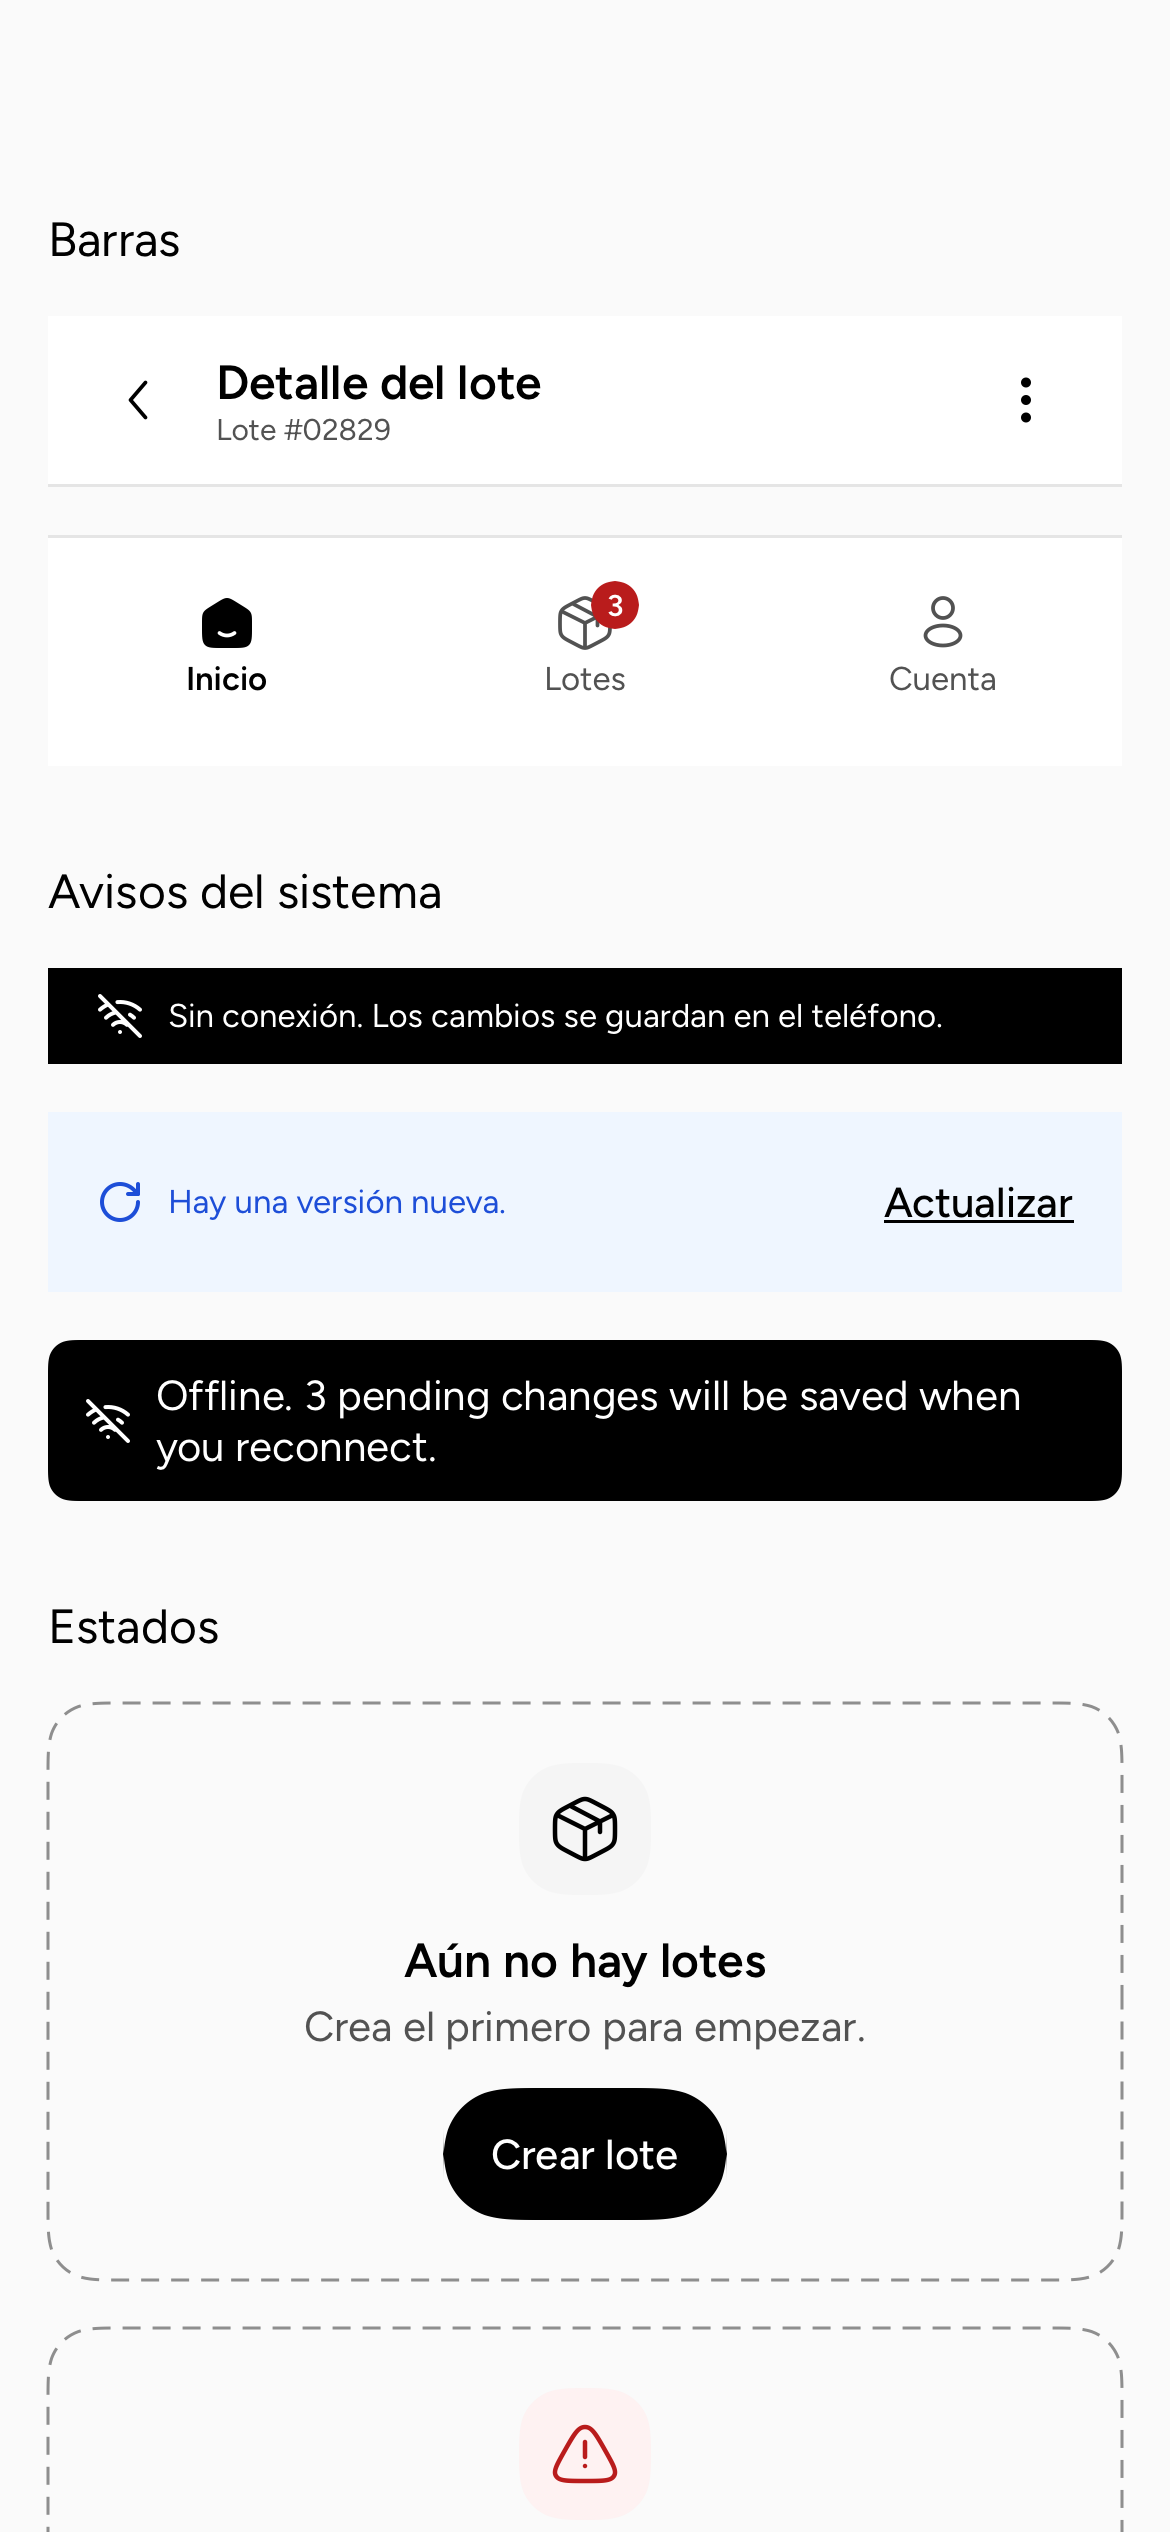 Barras
Detalle del lote
Lote #02829
3
Inicio
Lotes
Cuenta
Avisos del sistema
Sin conexión. Los cambios se guardan en el teléfono.
Hay una versión nueva.
Actualizar
Offline. 3 pending changes will be saved when
you reconnect.
Estados
Aún no hay lotes
Crea el primero para empezar.
Crear lote